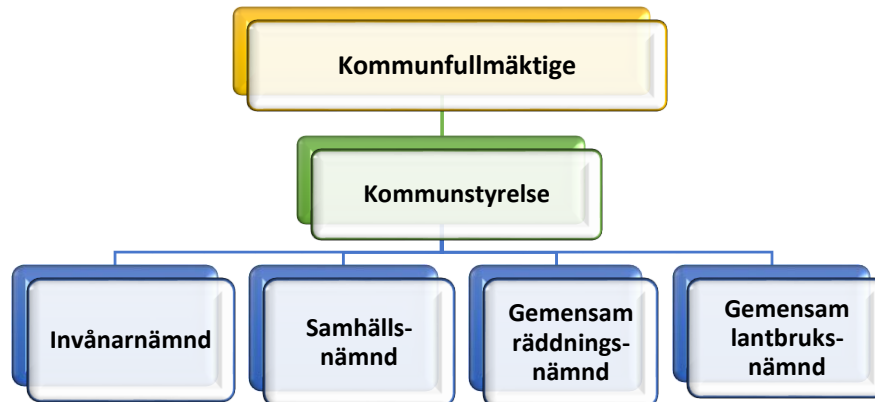 Kommunfullmäktige
Kommunstyrelse
Invånarnämnd
Samhälls-
nämnd
Gemensam
räddnings-
nämnd
Gemensam
lantbruks-
nämnd